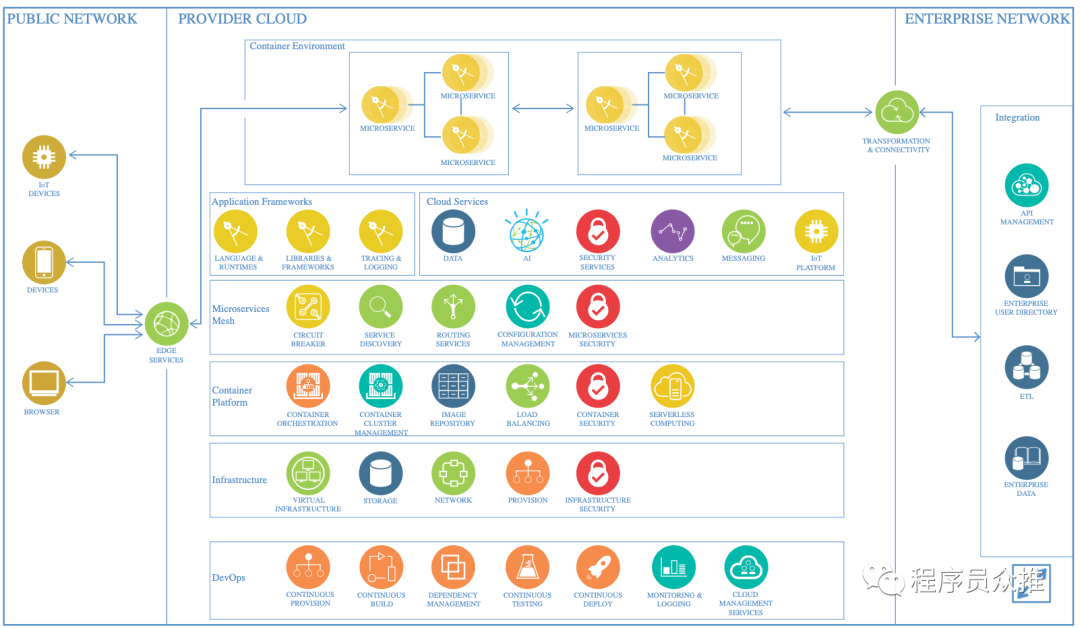 PUBLIC NETWORK
PROVIDER CLOUD
ENTERPRISE NETWORK
Container Environment
MICROSERVICE
MICROSERVICE
MICROSERVICE
MICROSERVICE
MICROSERVICE
MICROSERVICE
TRANSFORMATION
& CONNECTIVITY
Integration
IoT
DEVICES
DEVICES
BROWSER
EDGE
SERVICES
Application Frameworks
LANGUAGE &
RUNTIMES
LIBRARIES &
FRAMEWORKS
TRACING &
LOGGING
Cloud Services
DATA
AI
SECURITY
SERVICES
ANALYTICS
MESSAGING
IoT
PLATFORM
Microservices
Mesh
CIRCUIT
BREAKER
SERVICE
DISCOVERY
ROUTING
SERVICES
CONFIGURATION
MANAGEMENT
MICROSERVICES
SECURITY
Container
Platform
CONTAINER
ORCHESTRATION
CONTAINER
CLUSTER
MANAGEMENT
IMAGE
REPOSITORY
LOAD
BALANCING
CONTAINER
SECURITY
SERVERLESS
COMPUTING
Infrastructure
VIRTUAL
INFRASTRUCTURE
STORAGE
NETWORK
PROVISION
INFRASTRUCTURE
SECURITY
DevOps
CONTINUOUS
PROVISION
CONTINUOUS
BUILD
DEPENDENCY
MANAGEMENT
CONTINUOUS
TESTING
CONTINUOUS
DEPLOY
MONITORING &
LOGGING
CLOUD
MANAGEMENT
SERVICES
API
MANAGEMENT
ENTERPRISE
USER DIRECTORY
ETL
ENTERPRISE
DATA
程序员众推